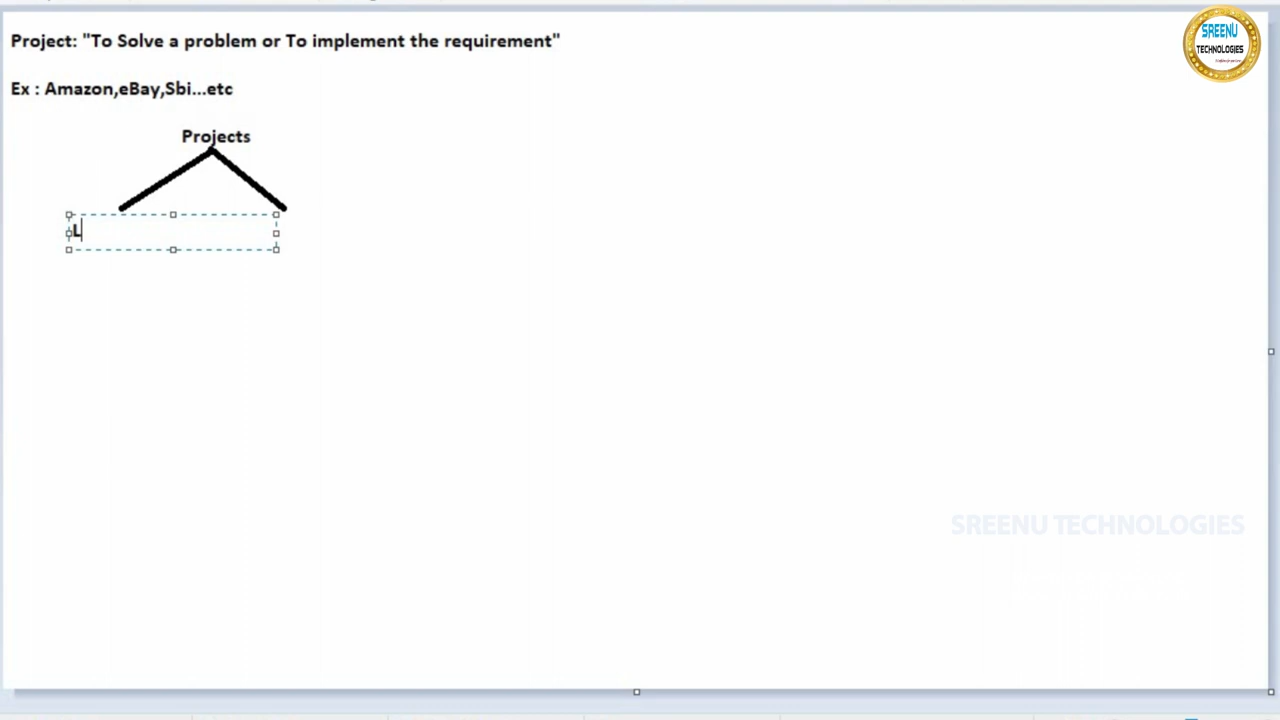 SREENU
TECHNOLOGIES
Project: "To Solve a problem or To implement the requirement"
Ex : Amazon,eBay,Sbi...etc
Projects
L
SREENU TECHNOLOGIES